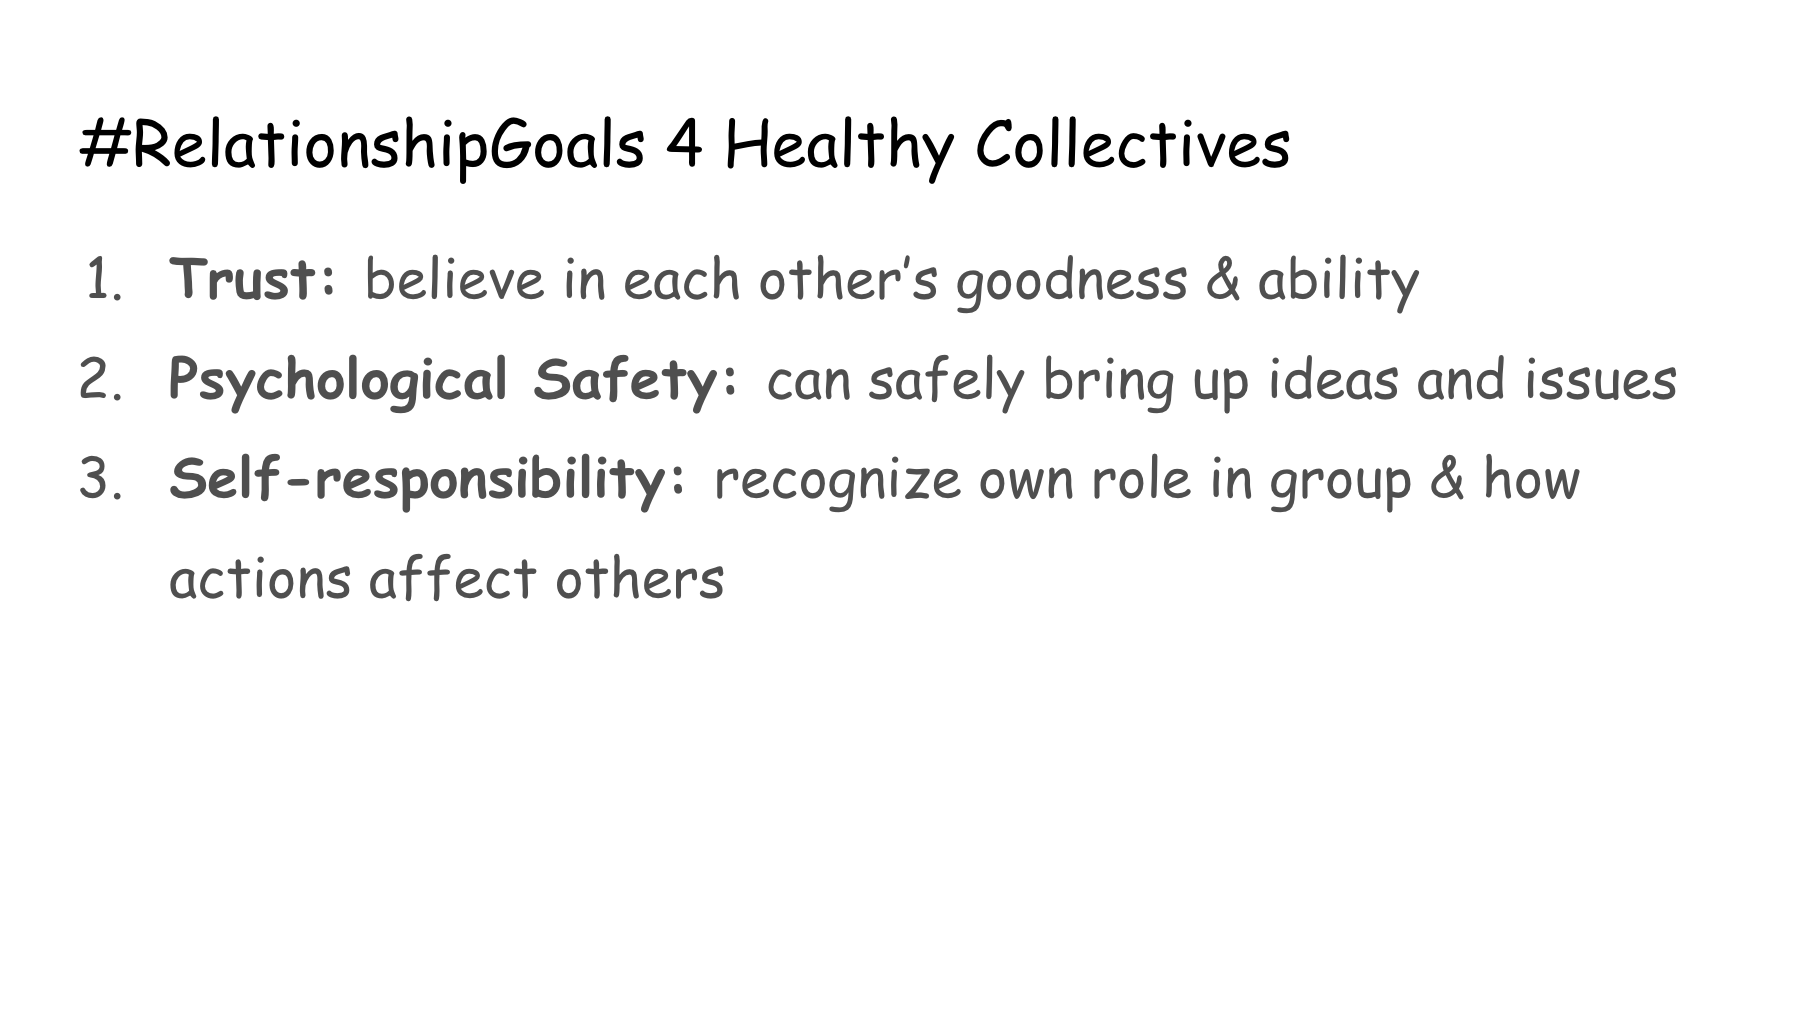 #RelationshipGoals 4 Healthy Collectives
1. Trust: believe in each other’s goodness & ability
2. Psychological Safety: can safely bring up ideas and issues
3. Self-responsibility: recognize own role in group & how
actions affect others